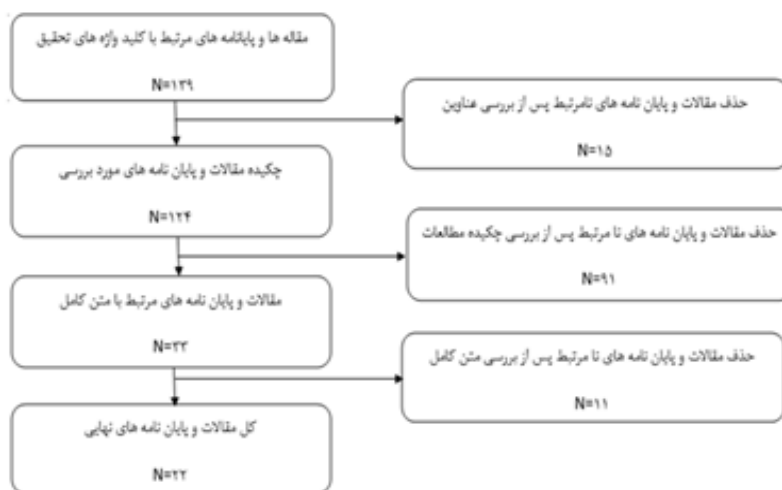 مقاله ها و پایانامه های مرتبط با کلید واژه های تحقیق
N=۱۳۹
حذف مقالات و پایان نامه های نامرتبط پس از بررسی عناوین
N=۱۵
چکیده مقالات و پایان نامه های مورد بررسی
N=۱۲۴
حذف مقالات و پایان نامه های نا مرتبط پس از بررسی چکیده مطالعات
N=۹۱
مقالات و پایان نامه های مرتبط با متن کامل
N=۳۳
حذف مقالات و پایان نامه های نا مرتبط پس از بررسی متن کامل
N=۱۱
کل مقالات و پایان نامه های نهایی
N=۲۲